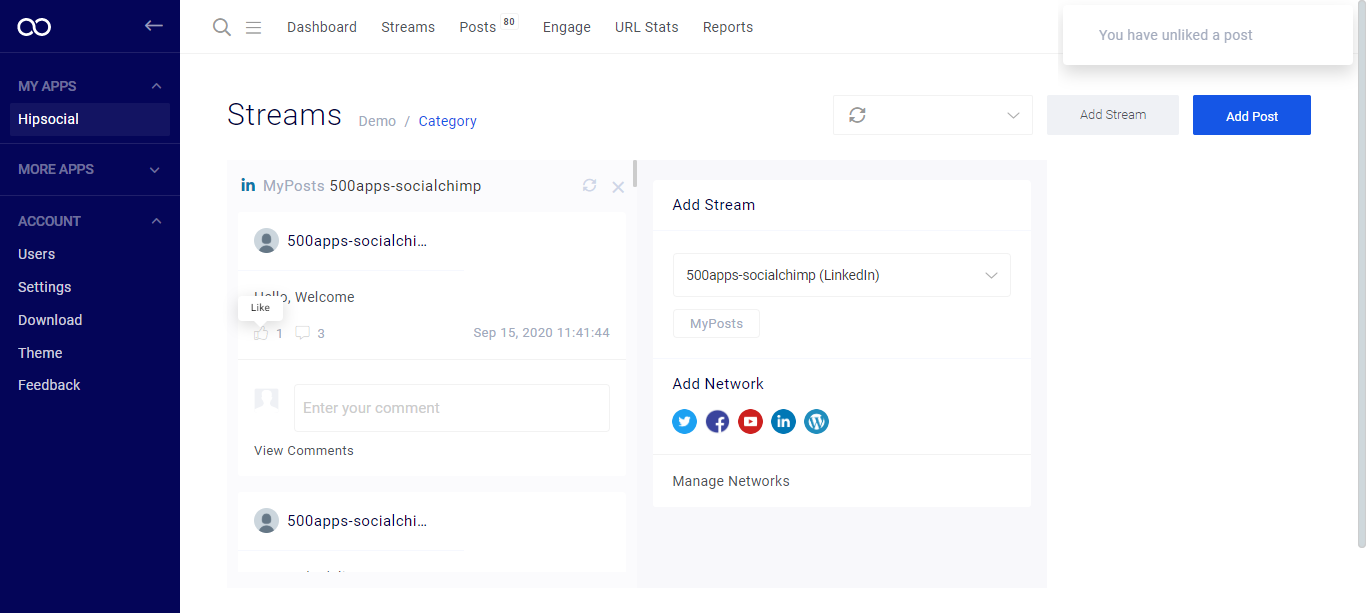 Dashboard Streams Posts 80 Engage URL Stats Reports
You have unliked a post
MY APPS
Hipsocial
MORE APPS
ACCOUNT
Users
Settings
Download
Theme
Feedback
Streams Demo / Category
Add Stream
Add Post
in MyPosts 500apps-socialchimp
500apps-socialchi...
Hello, Welcome
Like
1 3 Sep 15, 2020 11:41:44
Enter your comment
View Comments
500apps-socialchi...
Add Stream
500apps-socialchimp (LinkedIn)
MyPosts
Add Network
Manage Networks